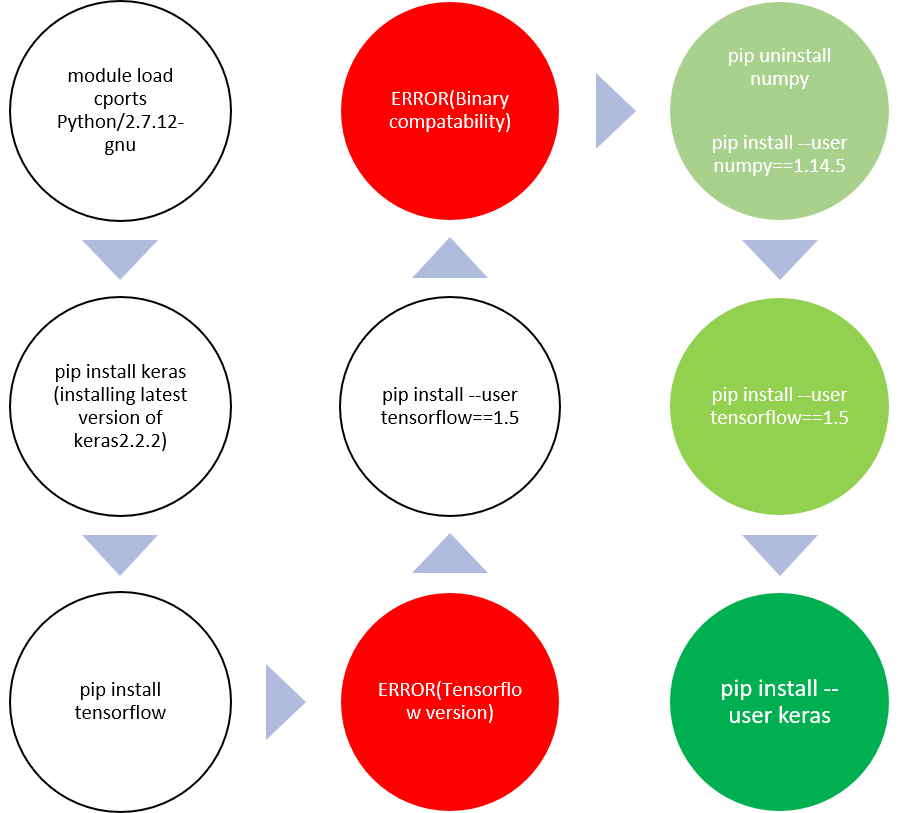 module load
cports
Python/2.7.12-
gnu
pip install keras
(installing latest
version of
keras2.2.2)
pip install
tensorflow
ERROR(Tensorflo
w version)
pip install --user
tensorflow==1.5
ERROR(Binary
compatability)
pip uninstall
numpy
pip install --user
numpy==1.14.5
pip install --user
tensorflow==1.5
pip install --
user keras